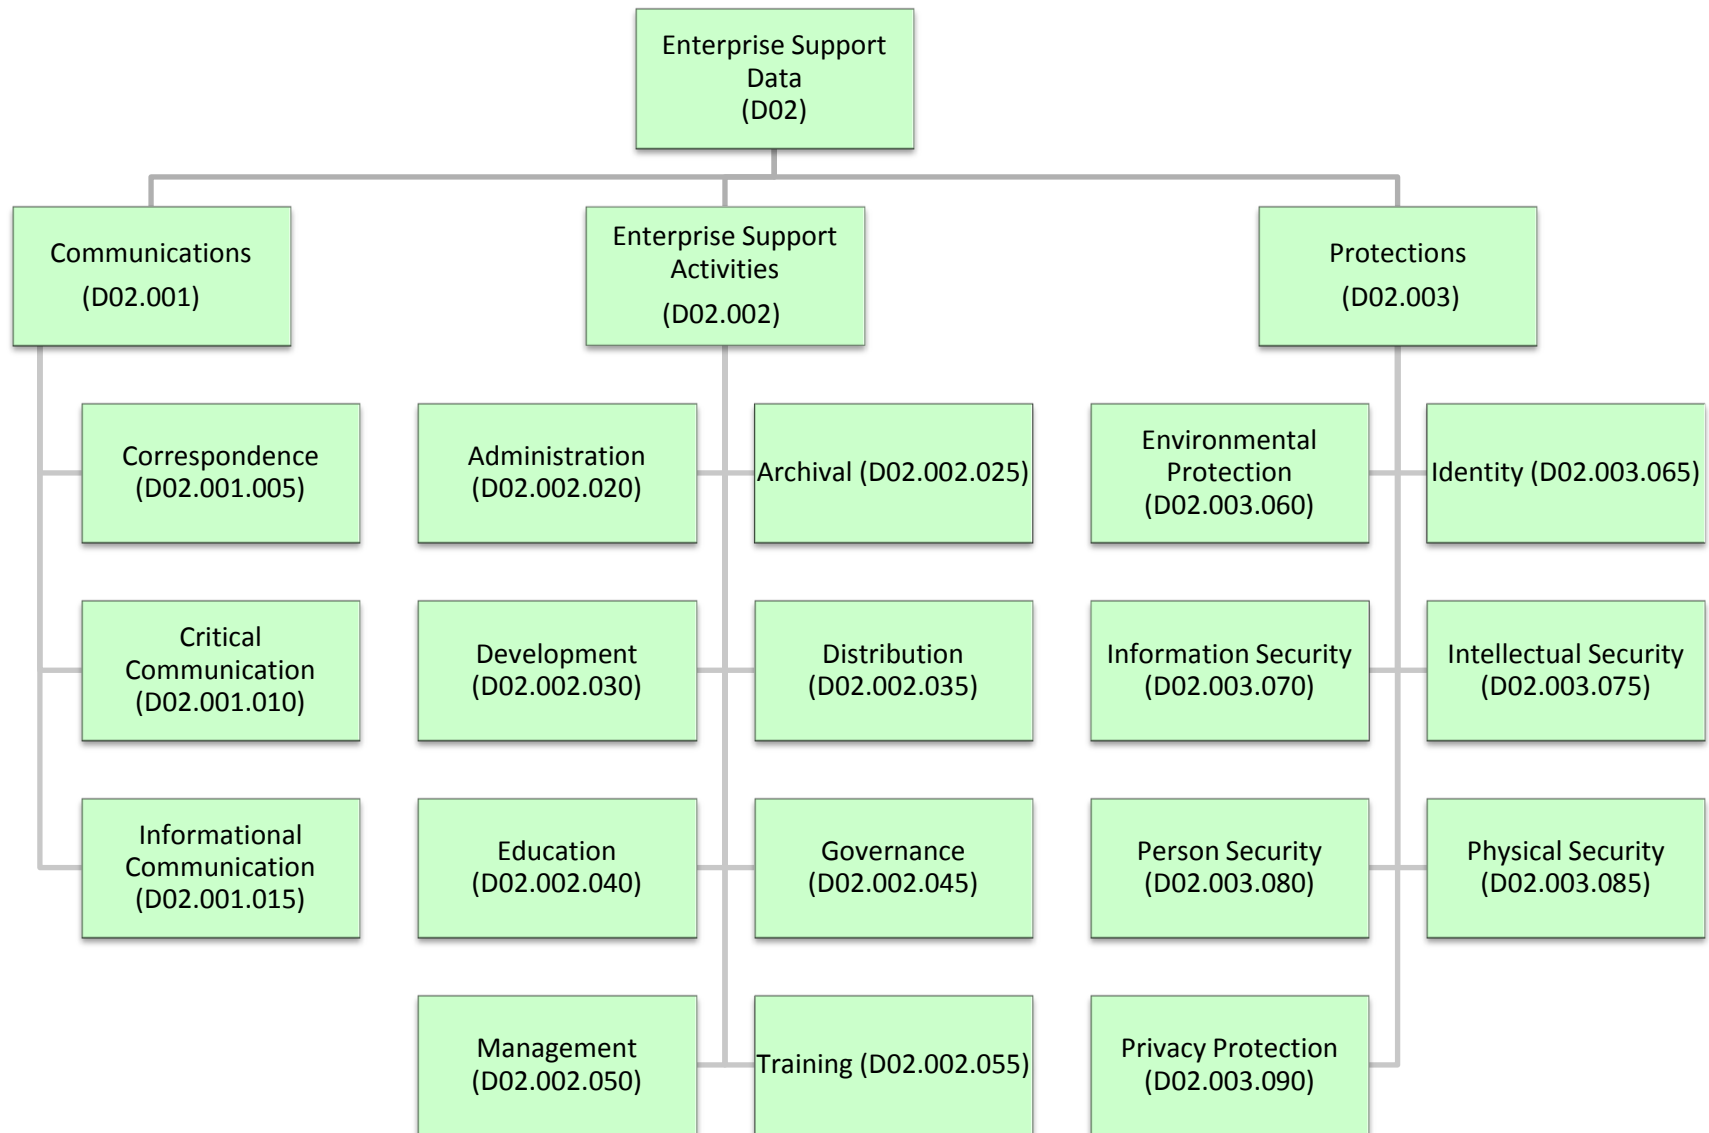 Enterprise Support
Data
(D02)
Communications
(D02.001)
Enterprise Support
Activities
(D02.002)
Protections
(D02.003)
Correspondence
(D02.001.005)
Administration
(D02.002.020)
Archival (D02.002.025)
Environmental
Protection
(D02.003.060)
Identity (D02.003.065)
Critical
Communication
(D02.001.010)
Development
(D02.002.030)
Distribution
(D02.002.035)
Information Security
(D02.003.070)
Intellectual Security
(D02.003.075)
Informational
Communication
(D02.001.015)
Education
(D02.002.040)
Governance
(D02.002.045)
Person Security
(D02.003.080)
Physical Security
(D02.003.085)
Management
(D02.002.050)
Training (D02.002.055)
Privacy Protection
(D02.003.090)